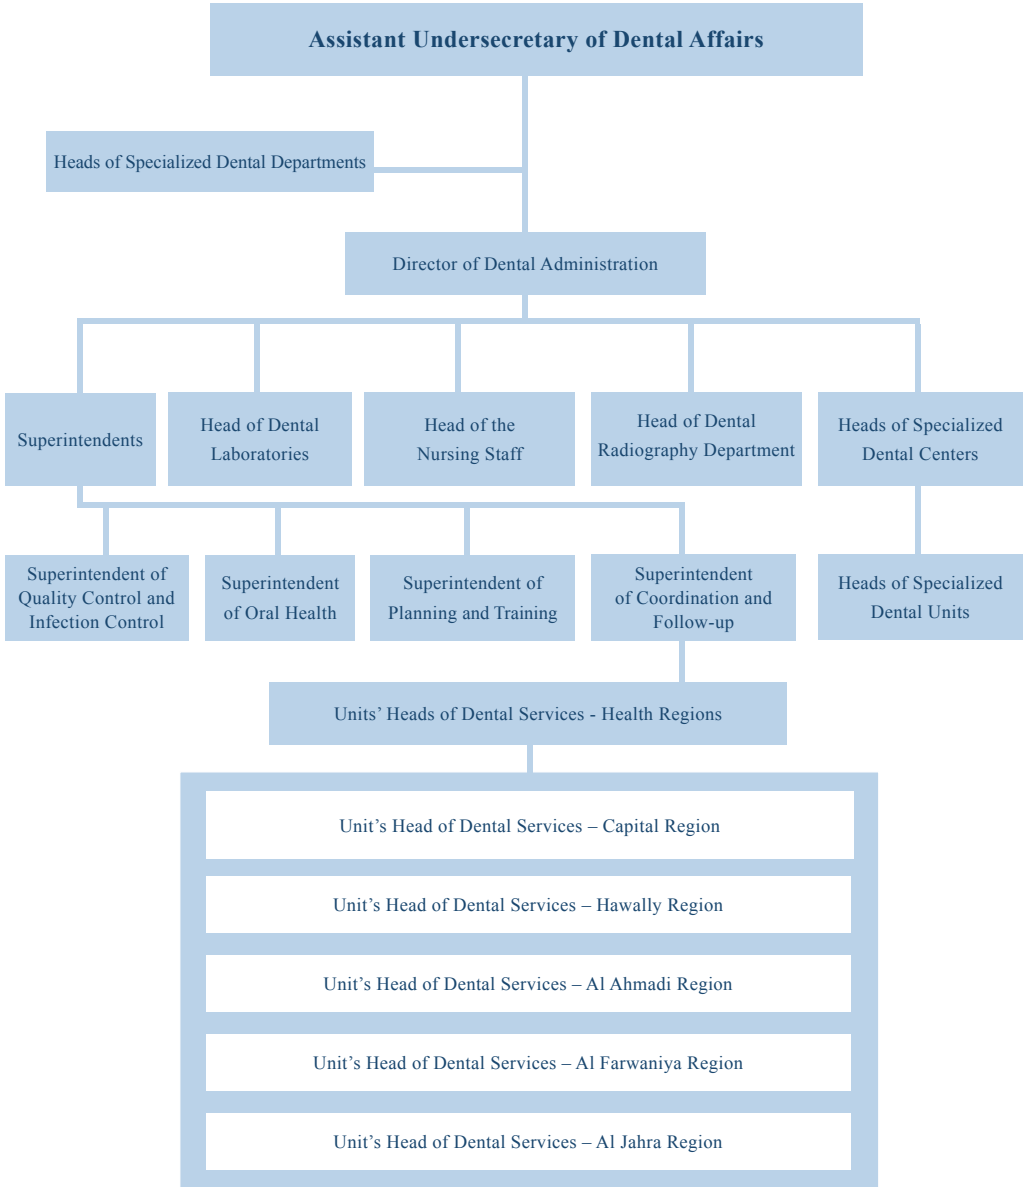 Assistant Undersecretary of Dental Affairs
Heads of Specialized Dental Departments
Director of Dental Administration
Superintendents
Head of Dental
Laboratories
Head of the
Nursing Staff
Head of Dental
Radiography Department
Heads of Specialized
Dental Centers
Superintendent of
Quality Control and
Infection Control
Superintendent
of Oral Health
Superintendent of
Planning and Training
Superintendent
of Coordination and
Follow-up
Heads of Specialized
Dental Units
Units’ Heads of Dental Services - Health Regions
Unit’s Head of Dental Services – Capital Region
Unit’s Head of Dental Services – Hawally Region
Unit’s Head of Dental Services – Al Ahmadi Region
Unit’s Head of Dental Services – Al Farwaniya Region
Unit’s Head of Dental Services – Al Jahra Region